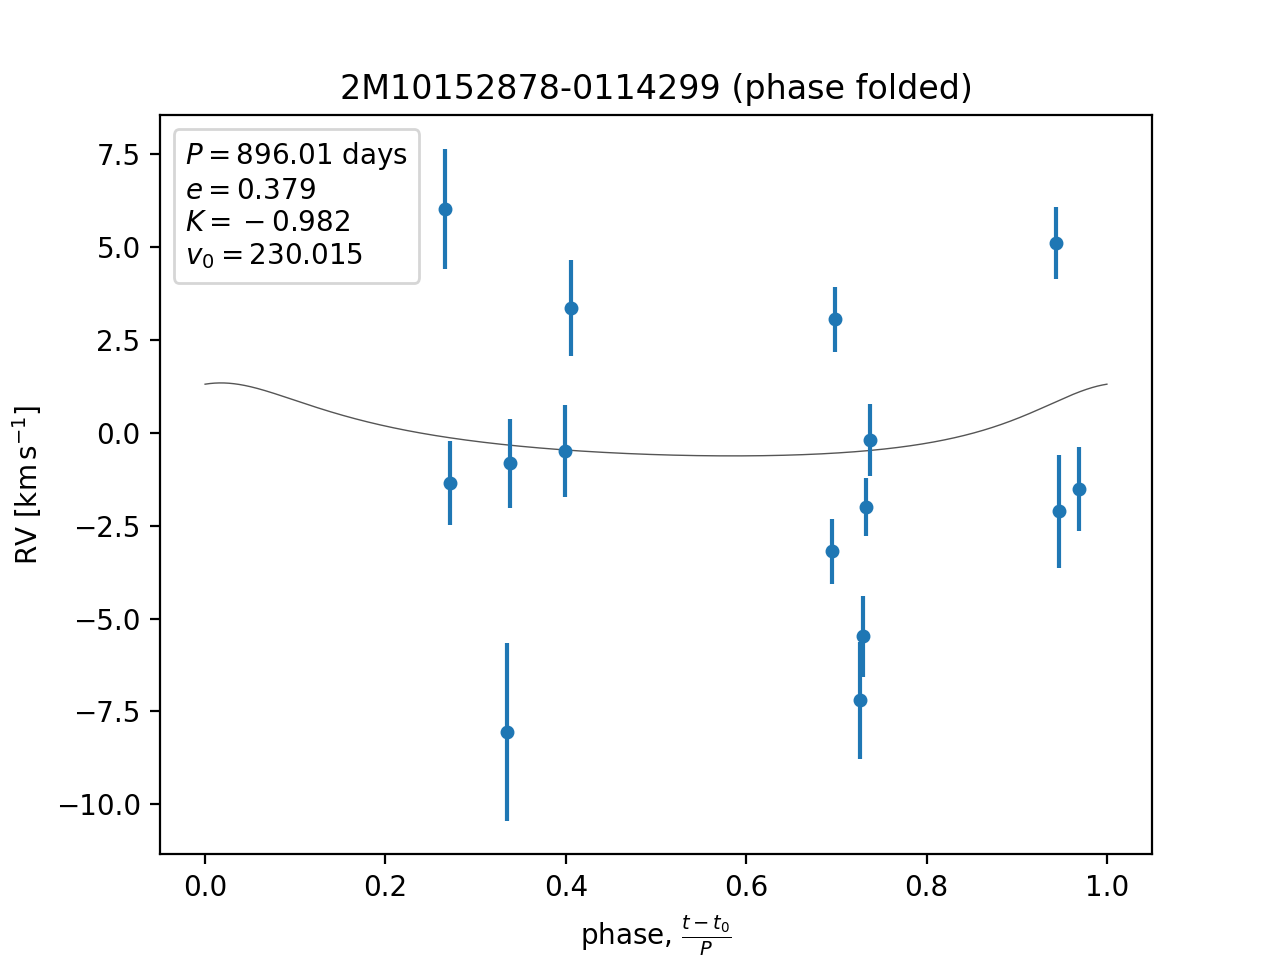 2M10152878-0114299 (phase folded)
P = 896.01 days
e = 0.379
K = −0.982
v₀ = 230.015
7.5
5.0
2.5
0.0
−2.5
−5.0
−7.5
−10.0
RV [km s⁻¹]
0.0 0.2 0.4 0.6 0.8 1.0
phase, (t − t₀)/P